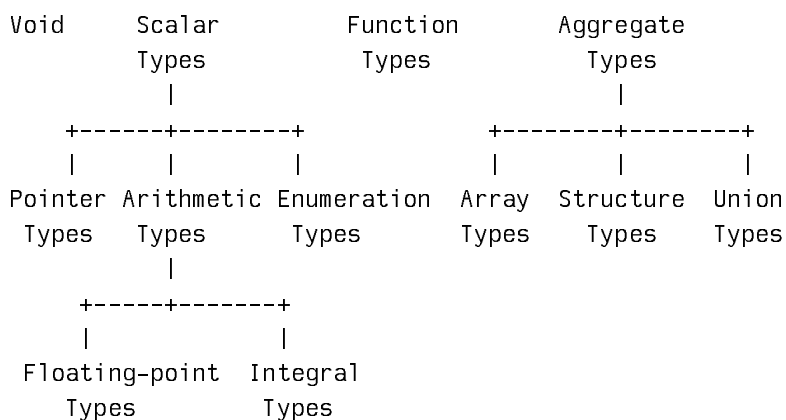 Void Scalar Function Aggregate
Types Types Types
|
|
+------+--------+ +--------+--------+
| | | | | |
Pointer Arithmetic Enumeration Array Structure Union
Types Types Types Types Types Types
|
+------+-------+
| |
Floating-point Integral
Types Types